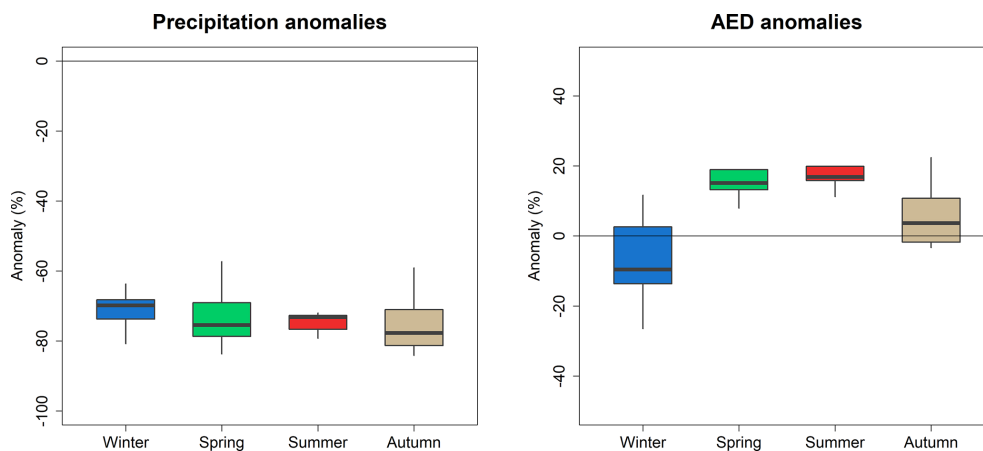 Precipitation anomalies
Anomaly (%)
0
-20
-40
-60
-80
-100
Winter Spring Summer Autumn
AED anomalies
Anomaly (%)
40
20
0
-20
-40
Winter Spring Summer Autumn